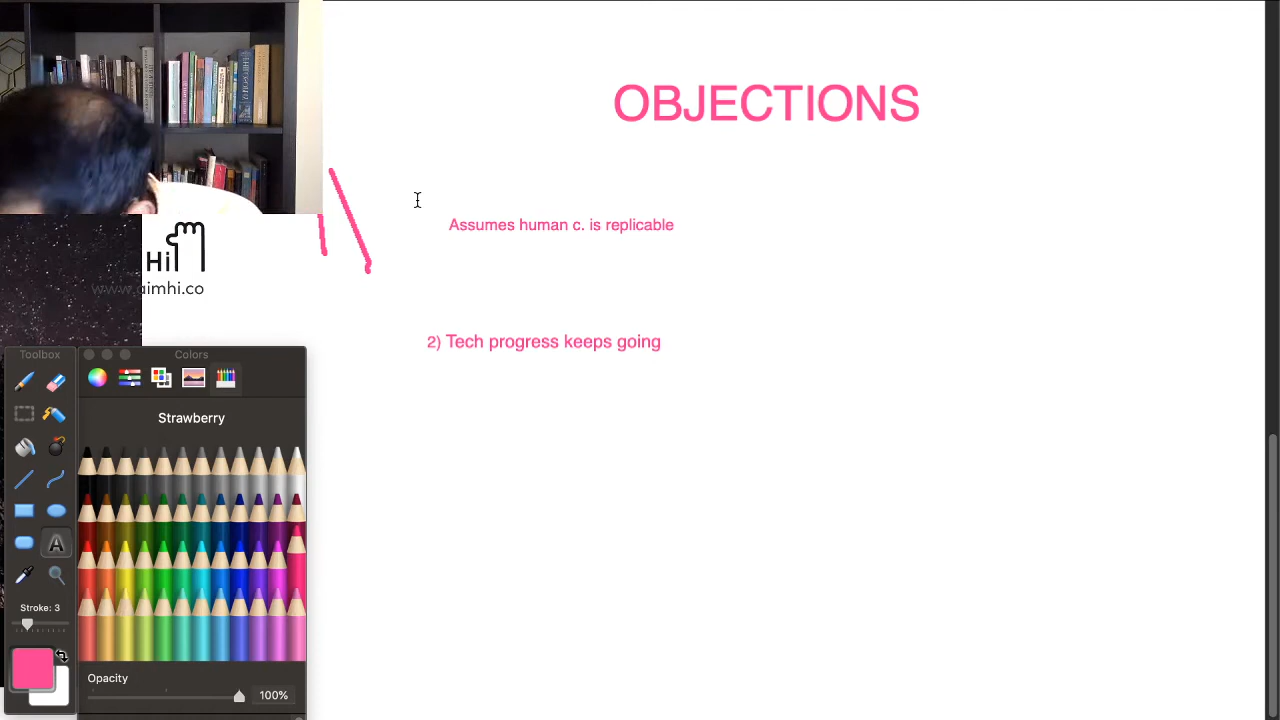 OBJECTIONS
Assumes human c. is replicable
Hi
www.aimhi.co
2) Tech progress keeps going
Toolbox
Colors
Strawberry
A
Stroke: 3
Opacity
100%